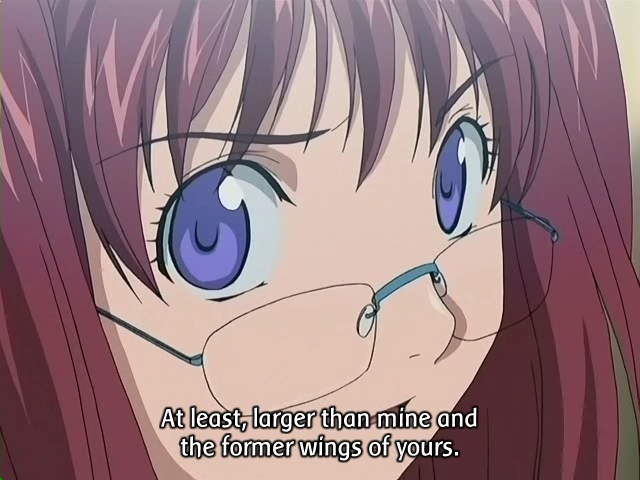 At least, larger than mine and
the former wings of yours.